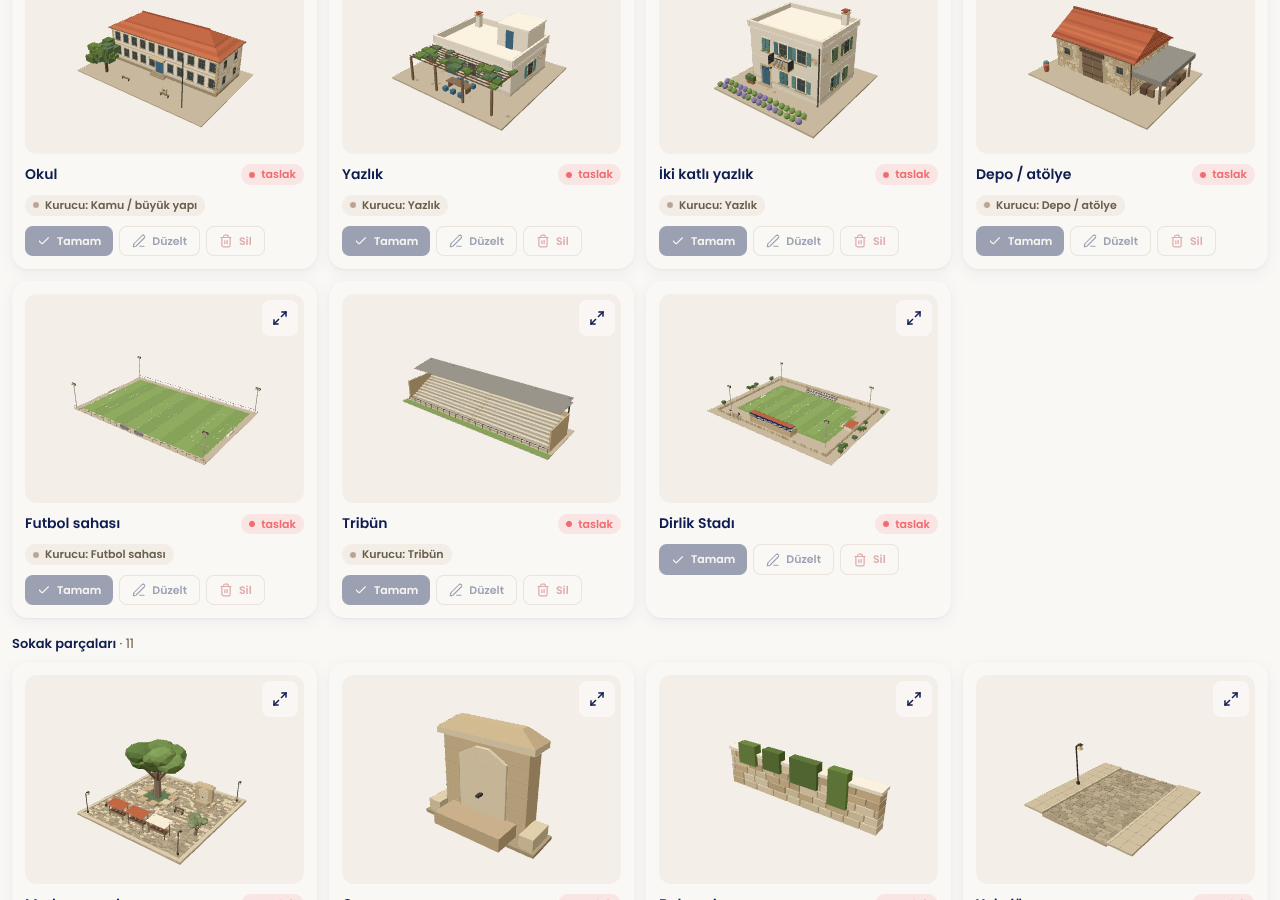 Okul
taslak
Yazlık
taslak
İki katlı yazlık
taslak
Depo / atölye
taslak
Kurucu: Kamu / büyük yapı
Kurucu: Yazlık
Kurucu: Yazlık
Kurucu: Depo / atölye
Tamam
Düzelt
Sil
Tamam
Düzelt
Sil
Tamam
Düzelt
Sil
Tamam
Düzelt
Sil
Futbol sahası
taslak
Tribün
taslak
Dirlik Stadı
taslak
Kurucu: Futbol sahası
Kurucu: Tribün
Tamam
Düzelt
Sil
Tamam
Düzelt
Sil
Tamam
Düzelt
Sil
Sokak parçaları · 11